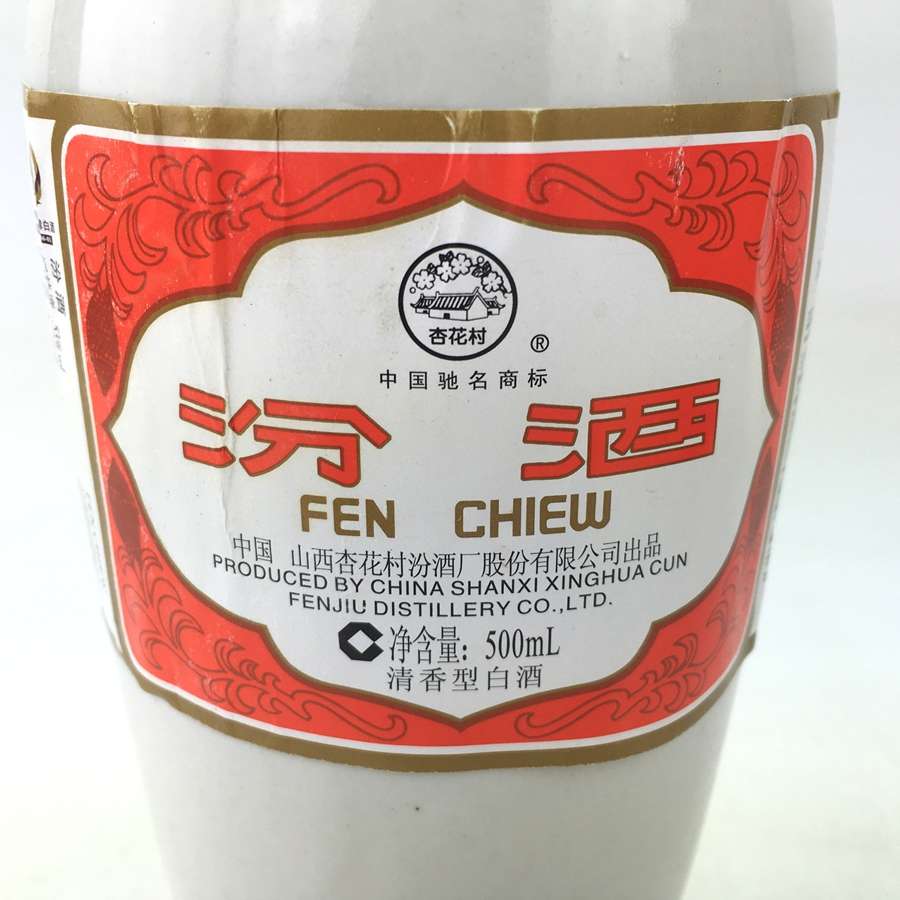 杏花村
®
中国驰名商标
汾酒
FEN CHIEW
中国 山西杏花村汾酒厂股份有限公司出品
PRODUCED BY CHINA SHANXI XINGHUA CUN
FENJIU DISTILLERY CO.,LTD.
净含量: 500mL
清香型白酒